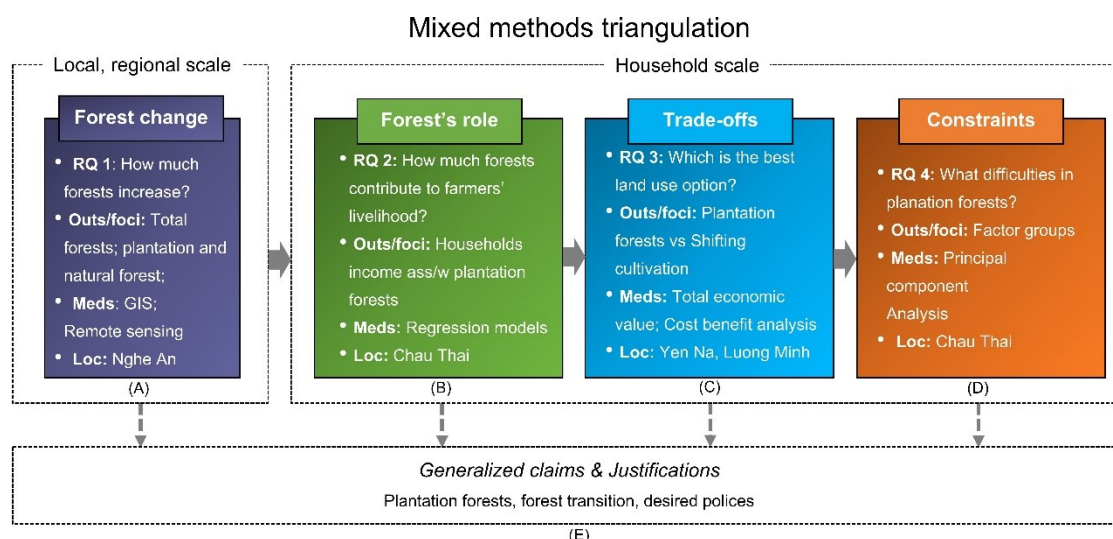 Mixed methods triangulation
Local, regional scale
Household scale
Forest change
• RQ 1: How much
forests increase?
• Outs/foci: Total
forests; plantation and
natural forest;
• Meds: GIS;
Remote sensing
• Loc: Nghe An
(A)
Forest's role
• RQ 2: How much forests
contribute to farmers'
livelihood?
• Outs/foci: Households
income ass/w plantation
forests
• Meds: Regression models
• Loc: Chau Thai
(B)
Trade-offs
• RQ 3: Which is the best
land use option?
• Outs/foci: Plantation
forests vs Shifting
cultivation
• Meds: Total economic
value; Cost benefit analysis
• Loc: Yen Na, Luong Minh
(C)
Constraints
• RQ 4: What difficulties in
planation forests?
• Outs/foci: Factor groups
• Meds: Principal
component
Analysis
• Loc: Chau Thai
(D)
Generalized claims & Justifications
Plantation forests, forest transition, desired polices
(E)